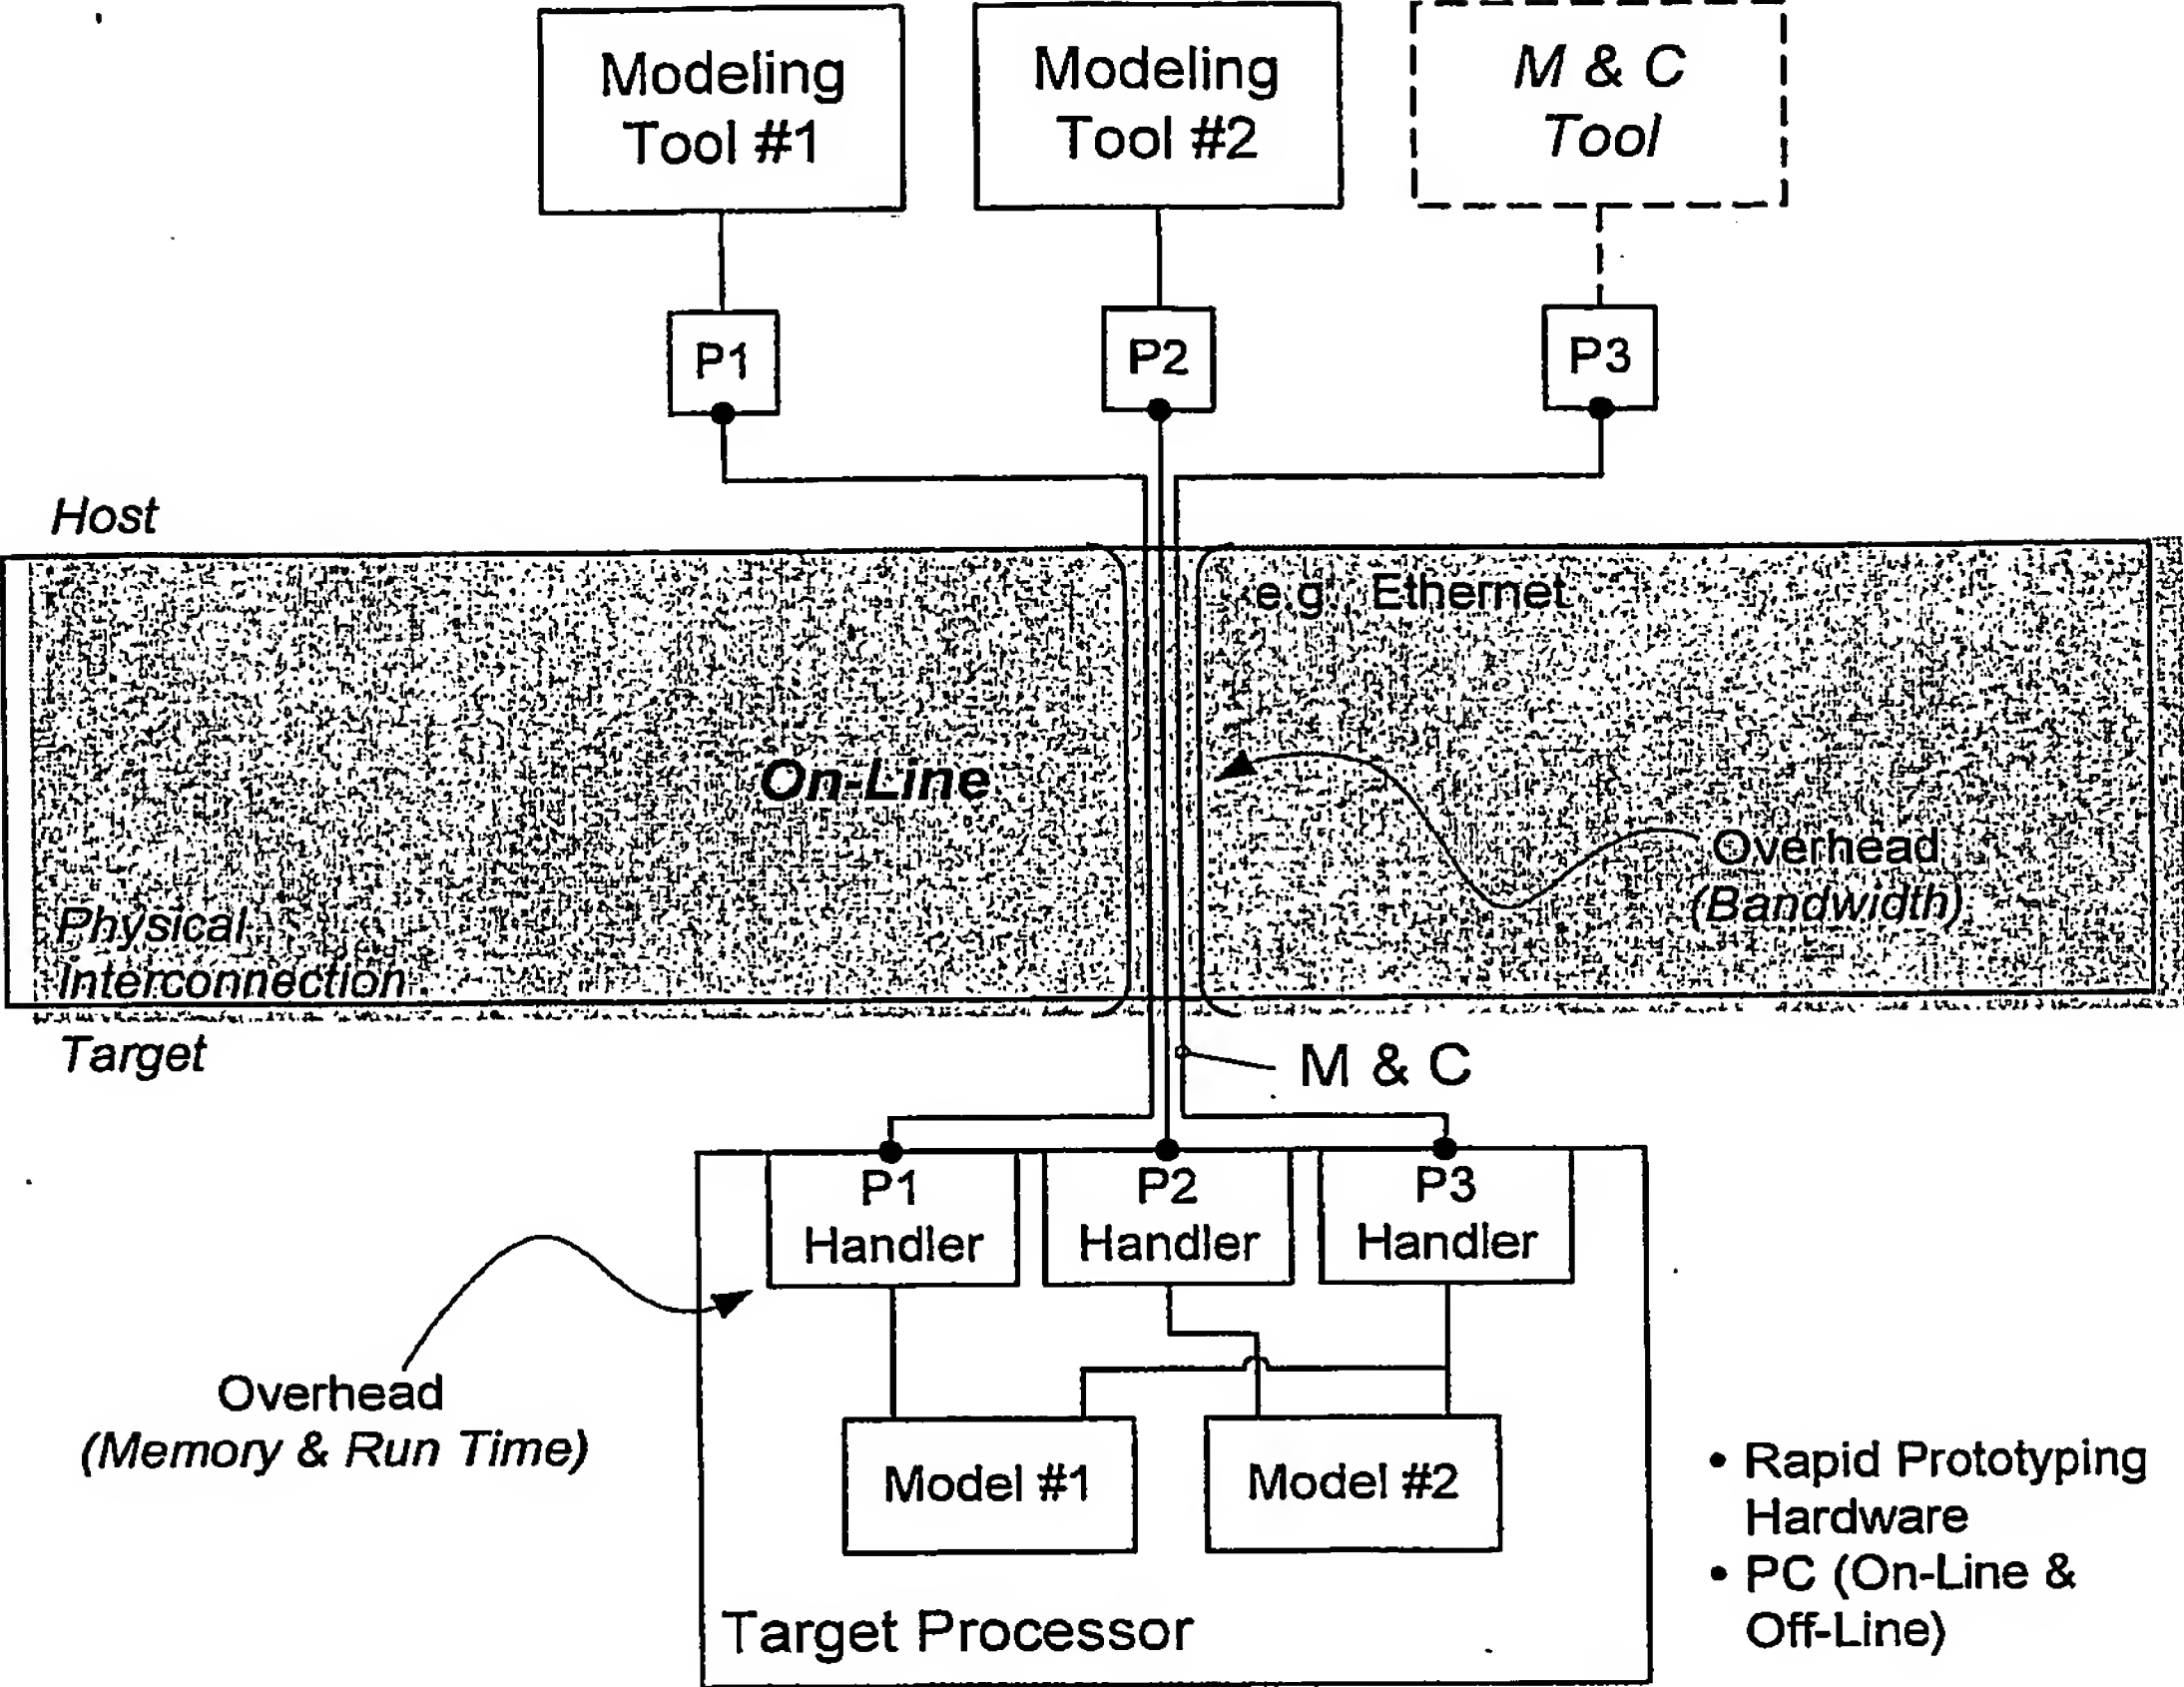 Modeling
Tool #1
Modeling
Tool #2
M & C
Tool
P1
P2
P3
Host
e.g., Ethernet
On-Line
Overhead
(Bandwidth)
Physical
Interconnection
Target
M & C
P1
Handler
P2
Handler
P3
Handler
Overhead
(Memory & Run Time)
Model #1
Model #2
Target Processor
• Rapid Prototyping
Hardware
• PC (On-Line &
Off-Line)